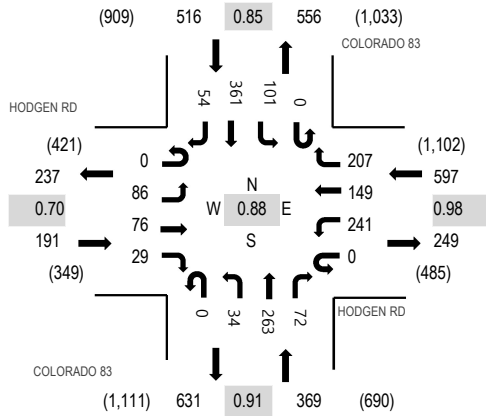 (909) 516 0.85 556 (1,033)
COLORADO 83
54 361 101 0
HODGEN RD
(421) (1,102)
0 207
237 597
86 N 149
0.70 W 0.88 E 0.98
76 S 241
191 249
29 0
(349) (485)
0 34 263 72
HODGEN RD
COLORADO 83
(1,111) 631 0.91 369 (690)